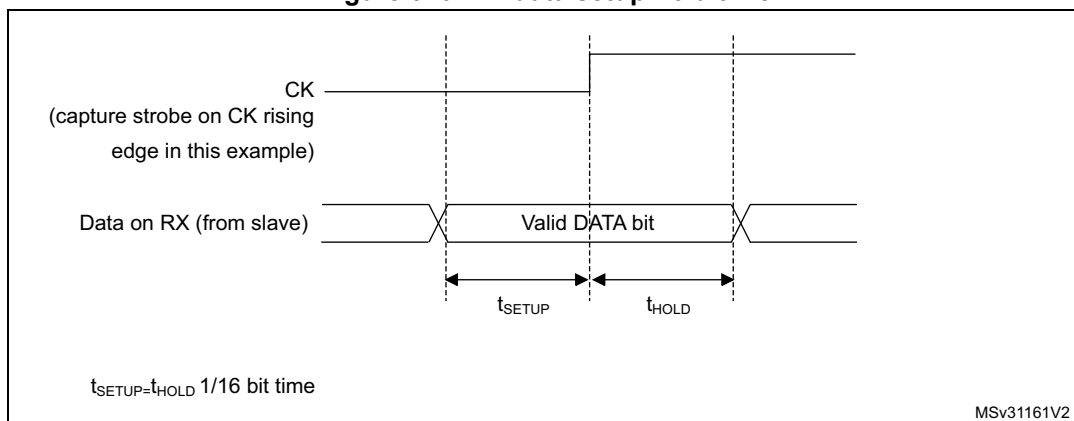 CK
(capture strobe on CK rising
edge in this example)
Data on RX (from slave)
Valid DATA bit
tSETUP
tHOLD
tSETUP=tHOLD 1/16 bit time
MSv31161V2